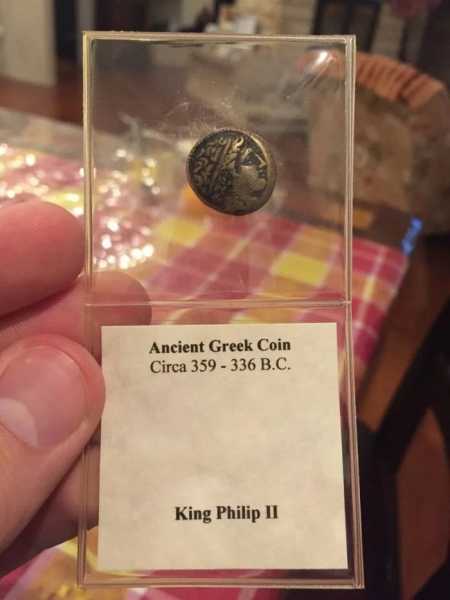 Ancient Greek Coin
Circa 359 - 336 B.C.
King Philip II